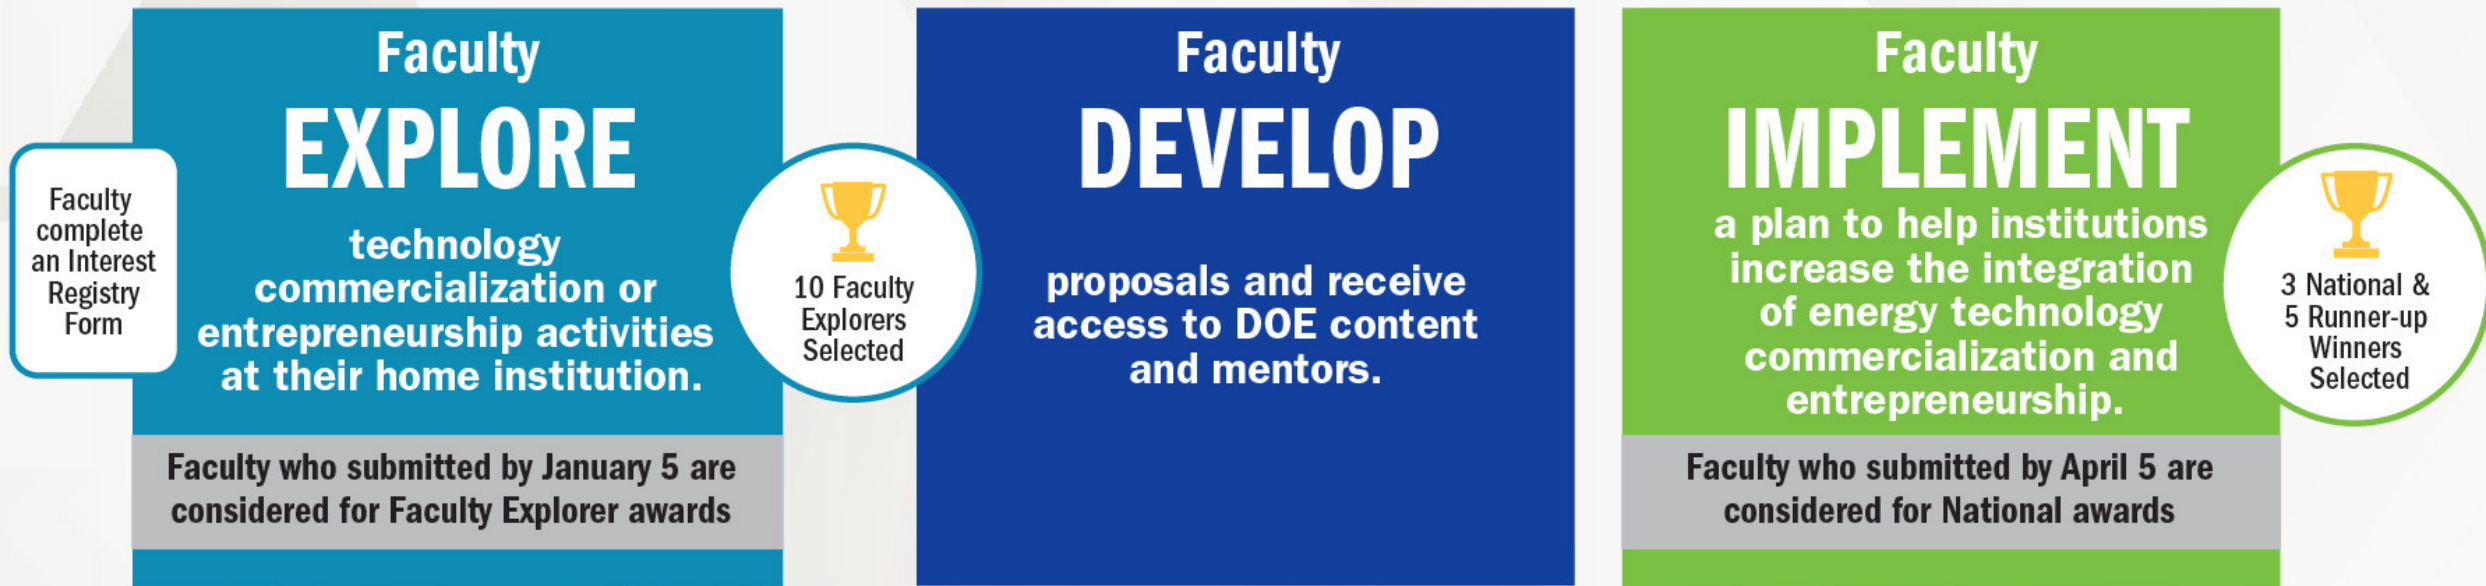 Faculty
complete
an Interest
Registry
Form
Faculty
EXPLORE
technology
commercialization or
entrepreneurship activities
at their home institution.
Faculty who submitted by January 5 are
considered for Faculty Explorer awards
10 Faculty
Explorers
Selected
Faculty
DEVELOP
proposals and receive
access to DOE content
and mentors.
Faculty
IMPLEMENT
a plan to help institutions
increase the integration
of energy technology
commercialization and
entrepreneurship.
Faculty who submitted by April 5 are
considered for National awards
3 National &
5 Runner-up
Winners
Selected